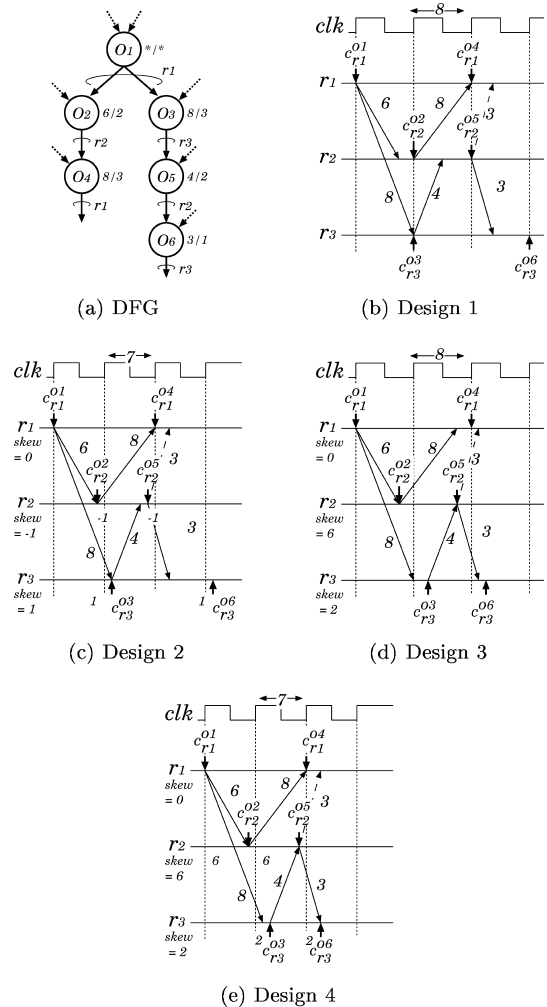 O1 */*
r1
O2 6/2 O3 8/3
r2 r3
O4 8/3 O5 4/2
r1 r2
O6 3/1
r3
(a) DFG
8
clk
c r1 o1 c r1 o4
r1
6 8 3
c r2 o2 c r2 o5
r2
8 4 3
r3
c r3 o3 c r3 o6
(b) Design 1
7
clk
c r1 o1 c r1 o4
r1
skew
= 0
6 8 3
c r2 o2 c r2 o5
r2 -1 -1
skew
= -1
8 4 3
r3
skew
= 1
1 c r3 o3 1 c r3 o6
(c) Design 2
8
clk
c r1 o1 c r1 o4
r1
skew
= 0
6 8 3
c r2 o2 c r2 o5
r2
skew
= 6
8 4 3
r3
skew
= 2
c r3 o3 c r3 o6
(d) Design 3
7
clk
c r1 o1 c r1 o4
r1
skew
= 0
6 8 3
c r2 o2 c r2 o5
r2
skew
= 6
6 6
8 4 3
r3
skew
= 2
2 c r3 o3 2 c r3 o6
(e) Design 4